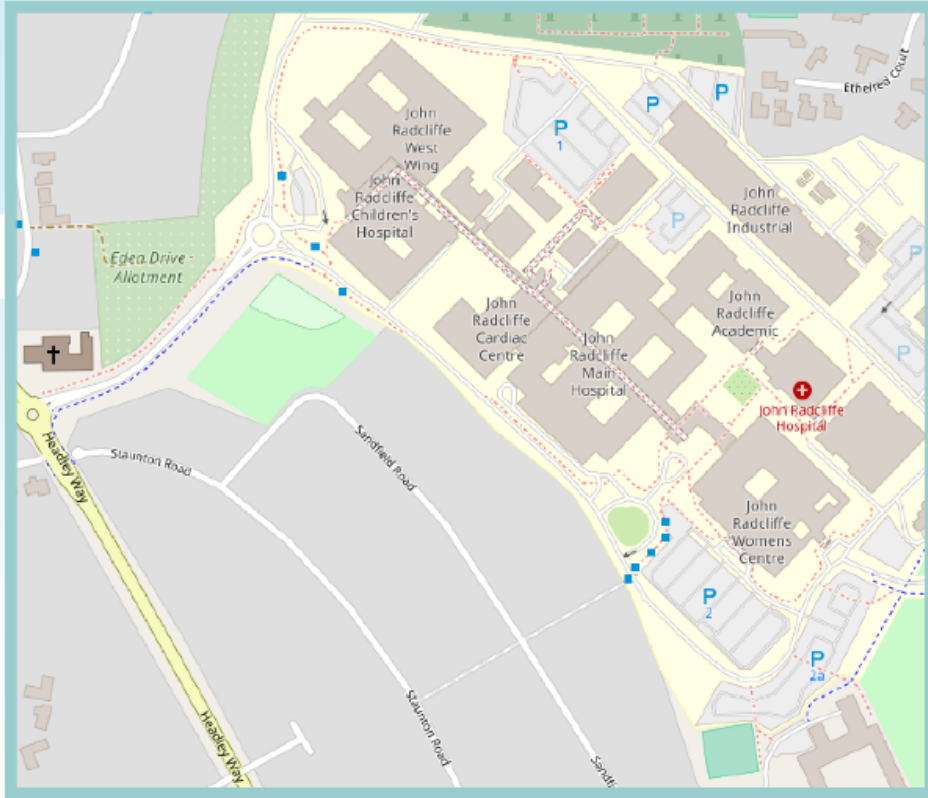 Ethelred Court
John
Radcliffe
West
Wing
P
1
P
P
John
Radcliffe
Children's
Hospital
P
John
Radcliffe
Industrial
P
Eden Drive
Allotment
John
Radcliffe
Cardiac
Centre
John
Radcliffe
Main
Hospital
John
Radcliffe
Academic
P
John Radcliffe
Hospital
Headley Way
Staunton Road
Sandfield Road
John
Radcliffe
Womens
Centre
P
2
P
2a
Staunton Road
Headley Way